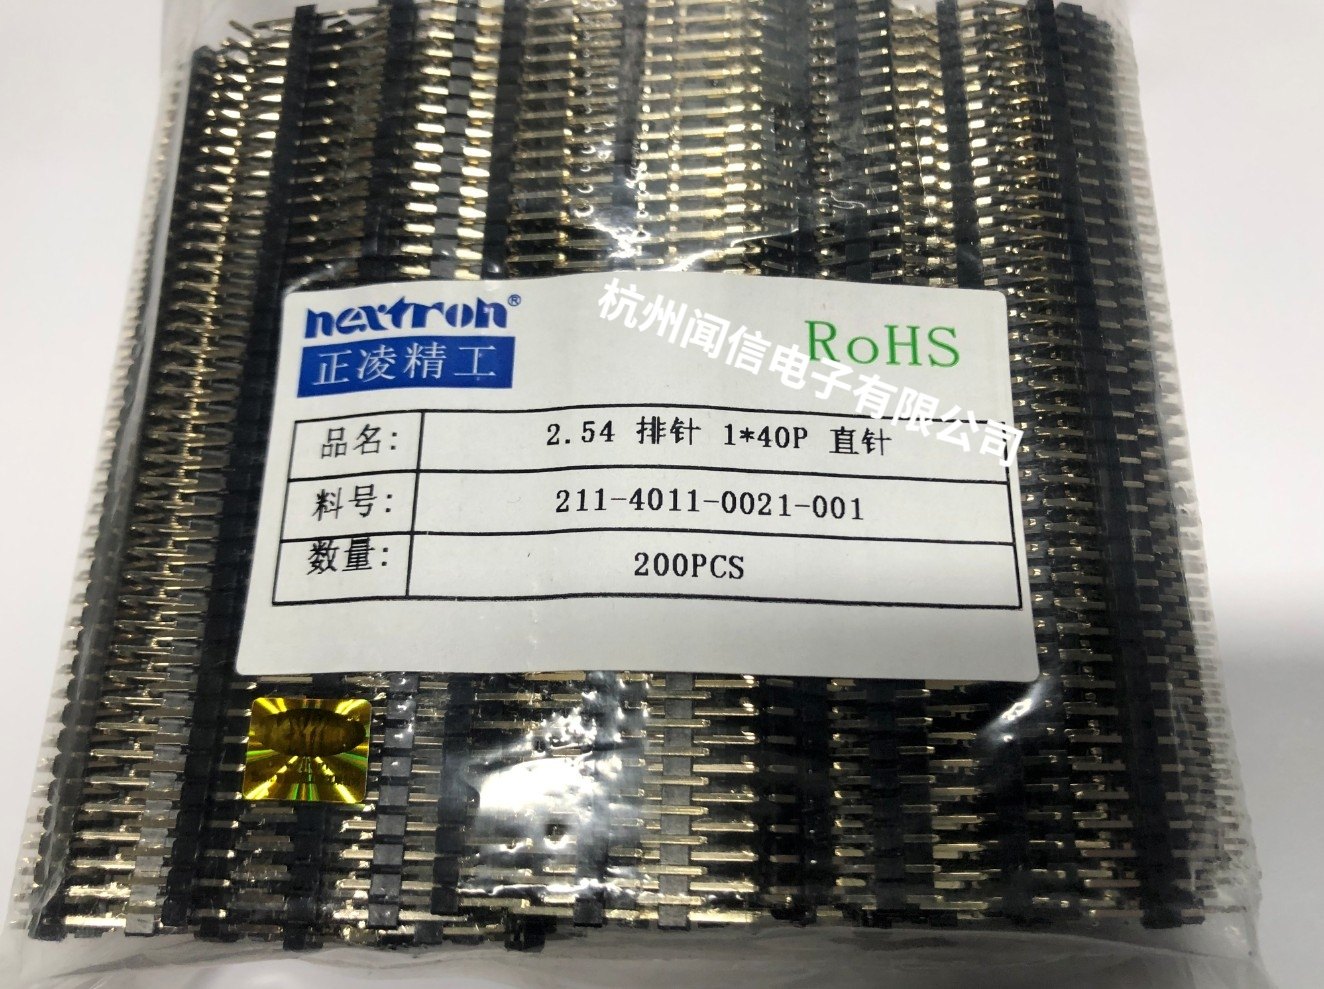 nextron®
正凌精工
RoHS
杭州闻信电子有限公司
品名: 2.54 排针 1*40P 直针
料号: 211-4011-0021-001
数量: 200PCS